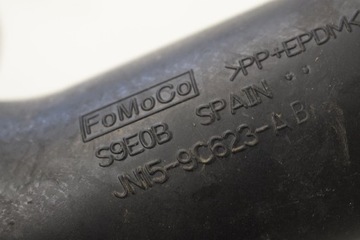 >PP+EPDM<
FoMoCo
S9E0B SPAIN
JN15-9C623-AB